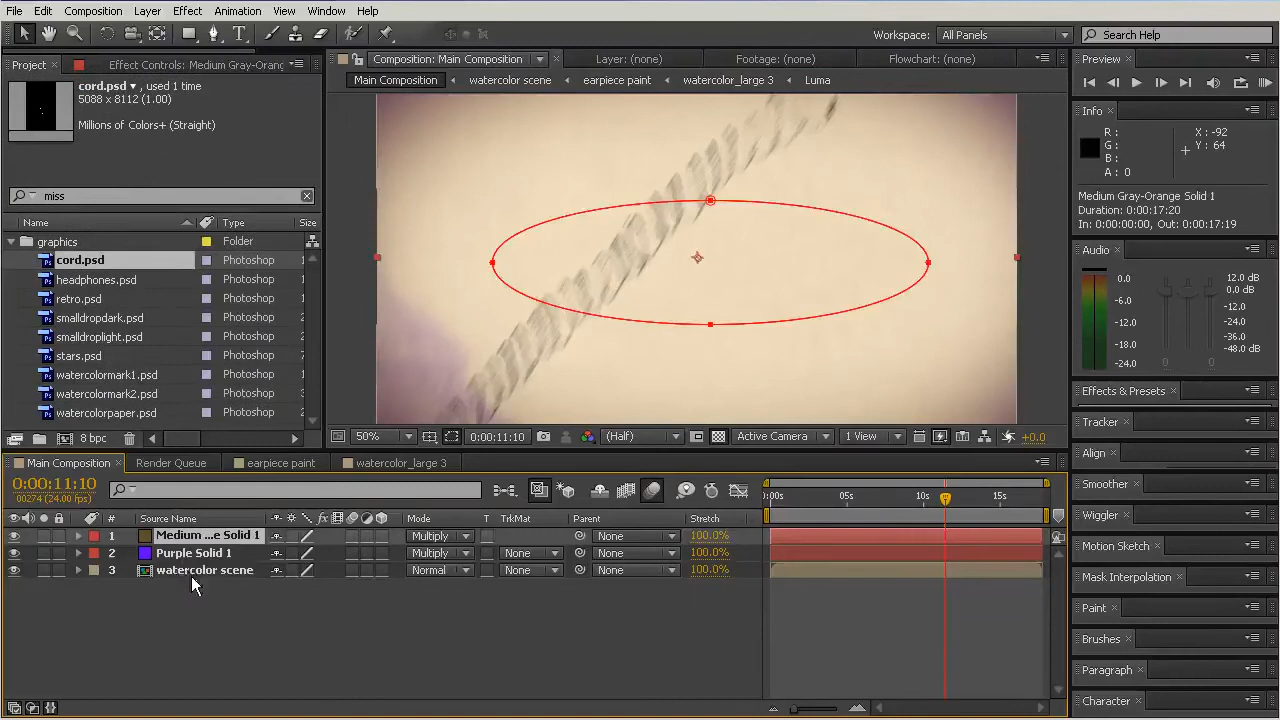 File Edit Composition Layer Effect Animation View Window Help
Workspace: All Panels Search Help
Project × Effect Controls: Medium Gray-Orang
Composition: Main Composition × Layer: (none) Footage: (none) Flowchart: (none)
Preview ×
cord.psd ▼ , used 1 time
5088 x 8112 (1.00)
Millions of Colors+ (Straight)
Main Composition watercolor scene earpiece paint watercolor_large 3 Luma
Info ×
R :
G :
B :
A : 0
X : -92
Y : 64
Medium Gray-Orange Solid 1
Duration: 0:00:17:20
In: 0:00:00:00, Out: 0:00:17:19
miss
Name Type Size
graphics Folder
cord.psd Photoshop 1
headphones.psd Photoshop 1
retro.psd Photoshop 1
smalldropdark.psd Photoshop 2
smalldroplight.psd Photoshop 2
stars.psd Photoshop 2
watercolormark1.psd Photoshop 1
watercolormark2.psd Photoshop 3
watercolorpaper.psd Photoshop 2
8 bpc
Audio ×
0.0
-6.0
-12.0
-18.0
-24.0
12.0 dB
0.0 dB
-12.0
-24.0
-36.0
-48.0 dB
50% 0:00:11:10 (Half) Active Camera 1 View +0.0
Effects & Presets ×
Tracker ×
Align ×
Smoother ×
Wiggler ×
Motion Sketch ×
Mask Interpolation ×
Paint ×
Brushes ×
Paragraph ×
Character ×
Main Composition × Render Queue earpiece paint watercolor_large 3
0:00:11:10
00274 (24.00 fps)
):00s 05s 10s 15s
# Source Name fx Mode T TrkMat Parent Stretch
1 Medium ...e Solid 1 Multiply None 100.0%
2 Purple Solid 1 Multiply None None 100.0%
3 watercolor scene Normal None None 100.0%